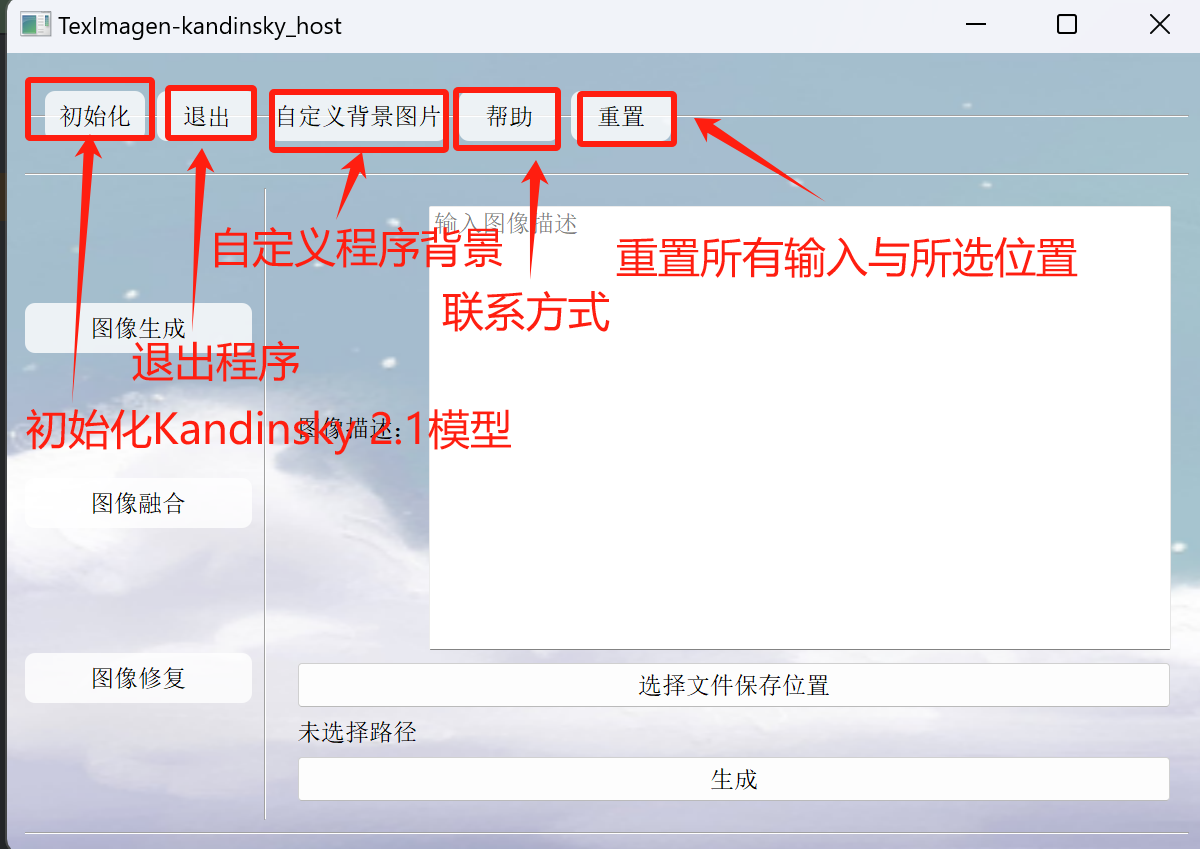 TexImagen-kandinsky_host
初始化
退出
自定义背景图片
帮助
重置
输入图像描述
自定义程序背景
重置所有输入与所选位置
联系方式
图像生成
退出程序
初始化Kandinsky 2.1模型
图像描述:
图像融合
图像修复
选择文件保存位置
未选择路径
生成